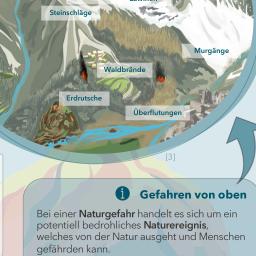 Steinschläge
Murgänge
Waldbrände
Erdrutsche
Überflutungen
[3]
i Gefahren von oben
Bei einer Naturgefahr handelt es sich um ein
potentiell bedrohliches Naturereignis,
welches von der Natur ausgeht und Menschen
gefährden kann.